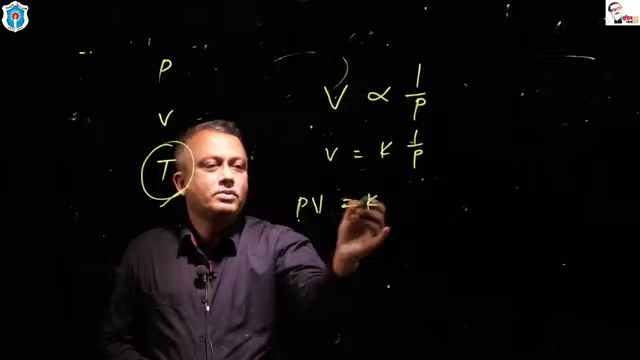 P
V
T
V ∝ 1/P
V = K 1/P
PV = K